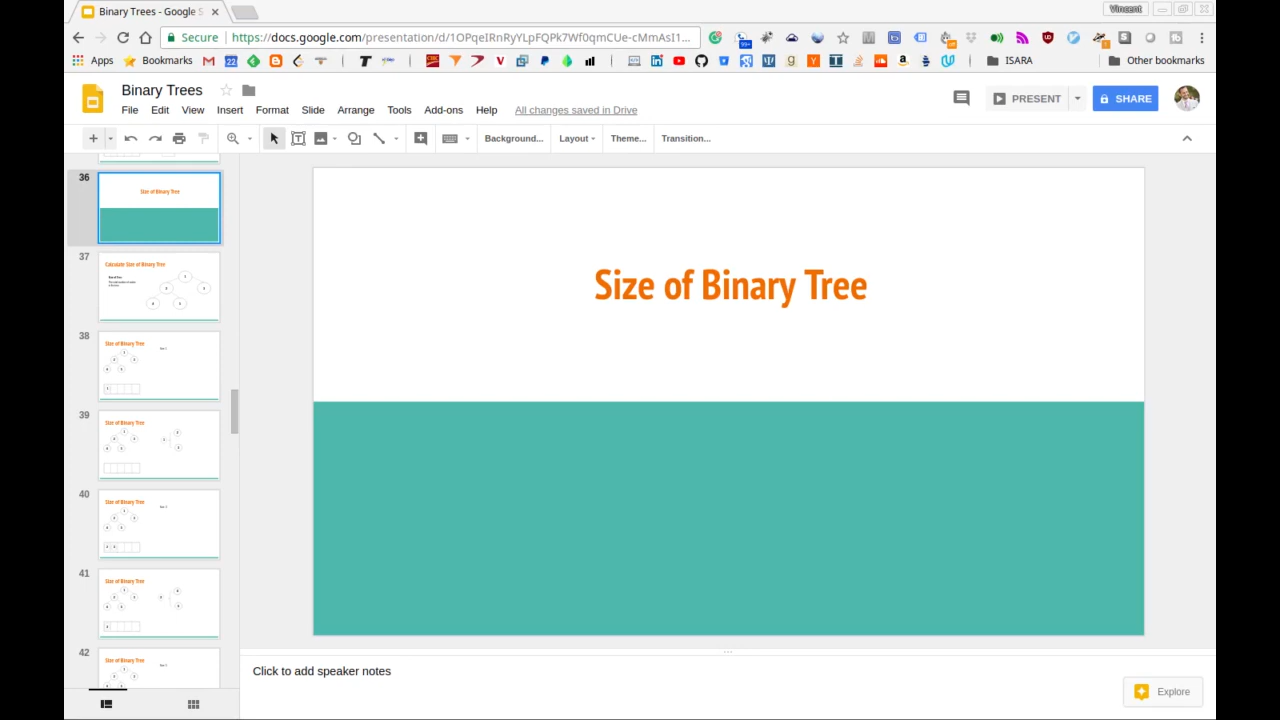 Binary Trees - Google S
Vincent
Secure
https://docs.google.com/presentation/d/1OPqeIRnRyYLpFQPk7Wf0qmCUe-cMmAsI1...
Apps
Bookmarks
ISARA
Other bookmarks
Binary Trees
File Edit View Insert Format Slide Arrange Tools Add-ons Help All changes saved in Drive
PRESENT
SHARE
Background... Layout Theme... Transition...
36
Size of Binary Tree
37
Calculate Size of Binary Tree
38
Size of Binary Tree
39
Size of Binary Tree
40
Size of Binary Tree
41
Size of Binary Tree
42
Size of Binary Tree
Size of Binary Tree
Click to add speaker notes
Explore